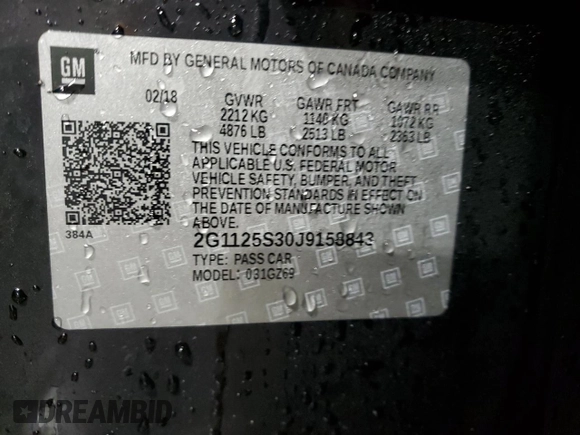 GM
MFD BY GENERAL MOTORS OF CANADA COMPANY
02/18 GVWR GAWR FRT GAWR RR
2212 KG 1140 KG 1072 KG
4876 LB 2513 LB 2363 LB
THIS VEHICLE CONFORMS TO ALL
APPLICABLE U.S. FEDERAL MOTOR
VEHICLE SAFETY, BUMPER, AND THEFT
PREVENTION STANDARDS IN EFFECT ON
THE DATE OF MANUFACTURE SHOWN
ABOVE.
384A
2G1125S30J9159843
TYPE: PASS CAR
MODEL: 031GZ69
DREAMBID